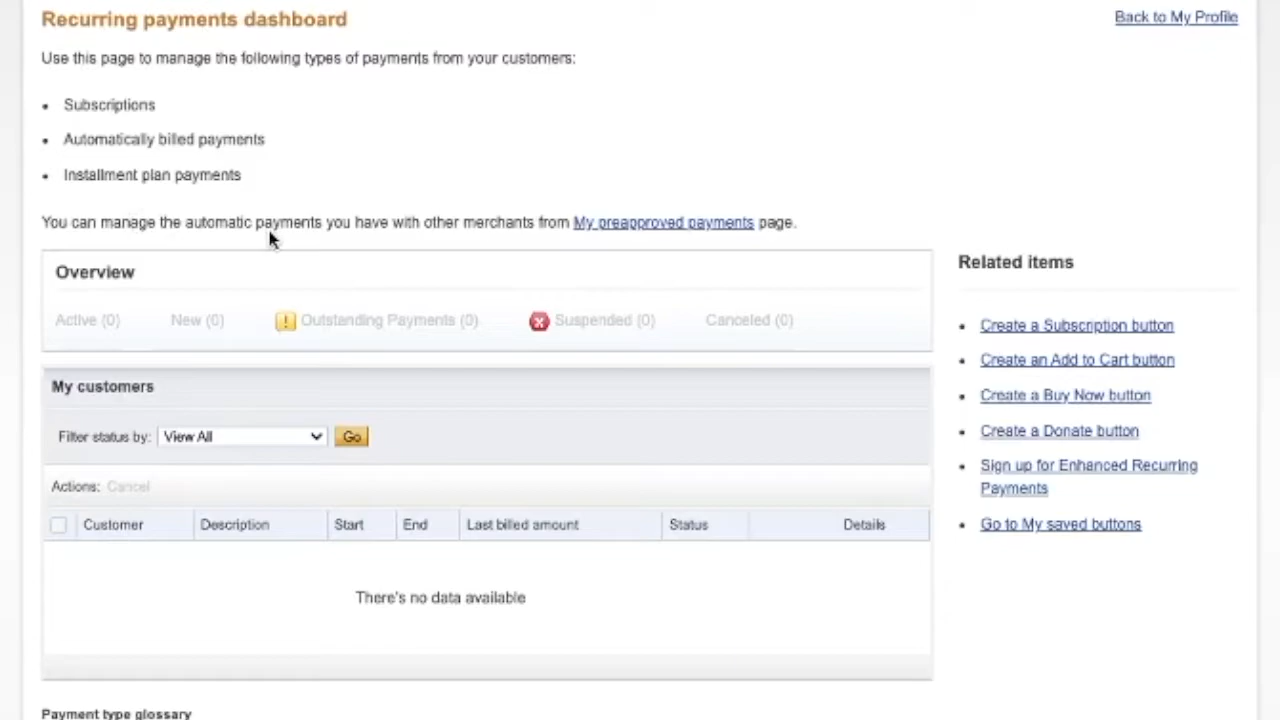 Recurring payments dashboard
Back to My Profile
Use this page to manage the following types of payments from your customers:
• Subscriptions
• Automatically billed payments
• Installment plan payments
You can manage the automatic payments you have with other merchants from My preapproved payments page.
Overview
Active (0) New (0) Outstanding Payments (0) Suspended (0) Canceled (0)
My customers
Filter status by: View All Go
Actions: Cancel
Customer Description Start End Last billed amount Status Details
There's no data available
Payment type glossary
Related items
• Create a Subscription button
• Create an Add to Cart button
• Create a Buy Now button
• Create a Donate button
• Sign up for Enhanced Recurring
Payments
• Go to My saved buttons